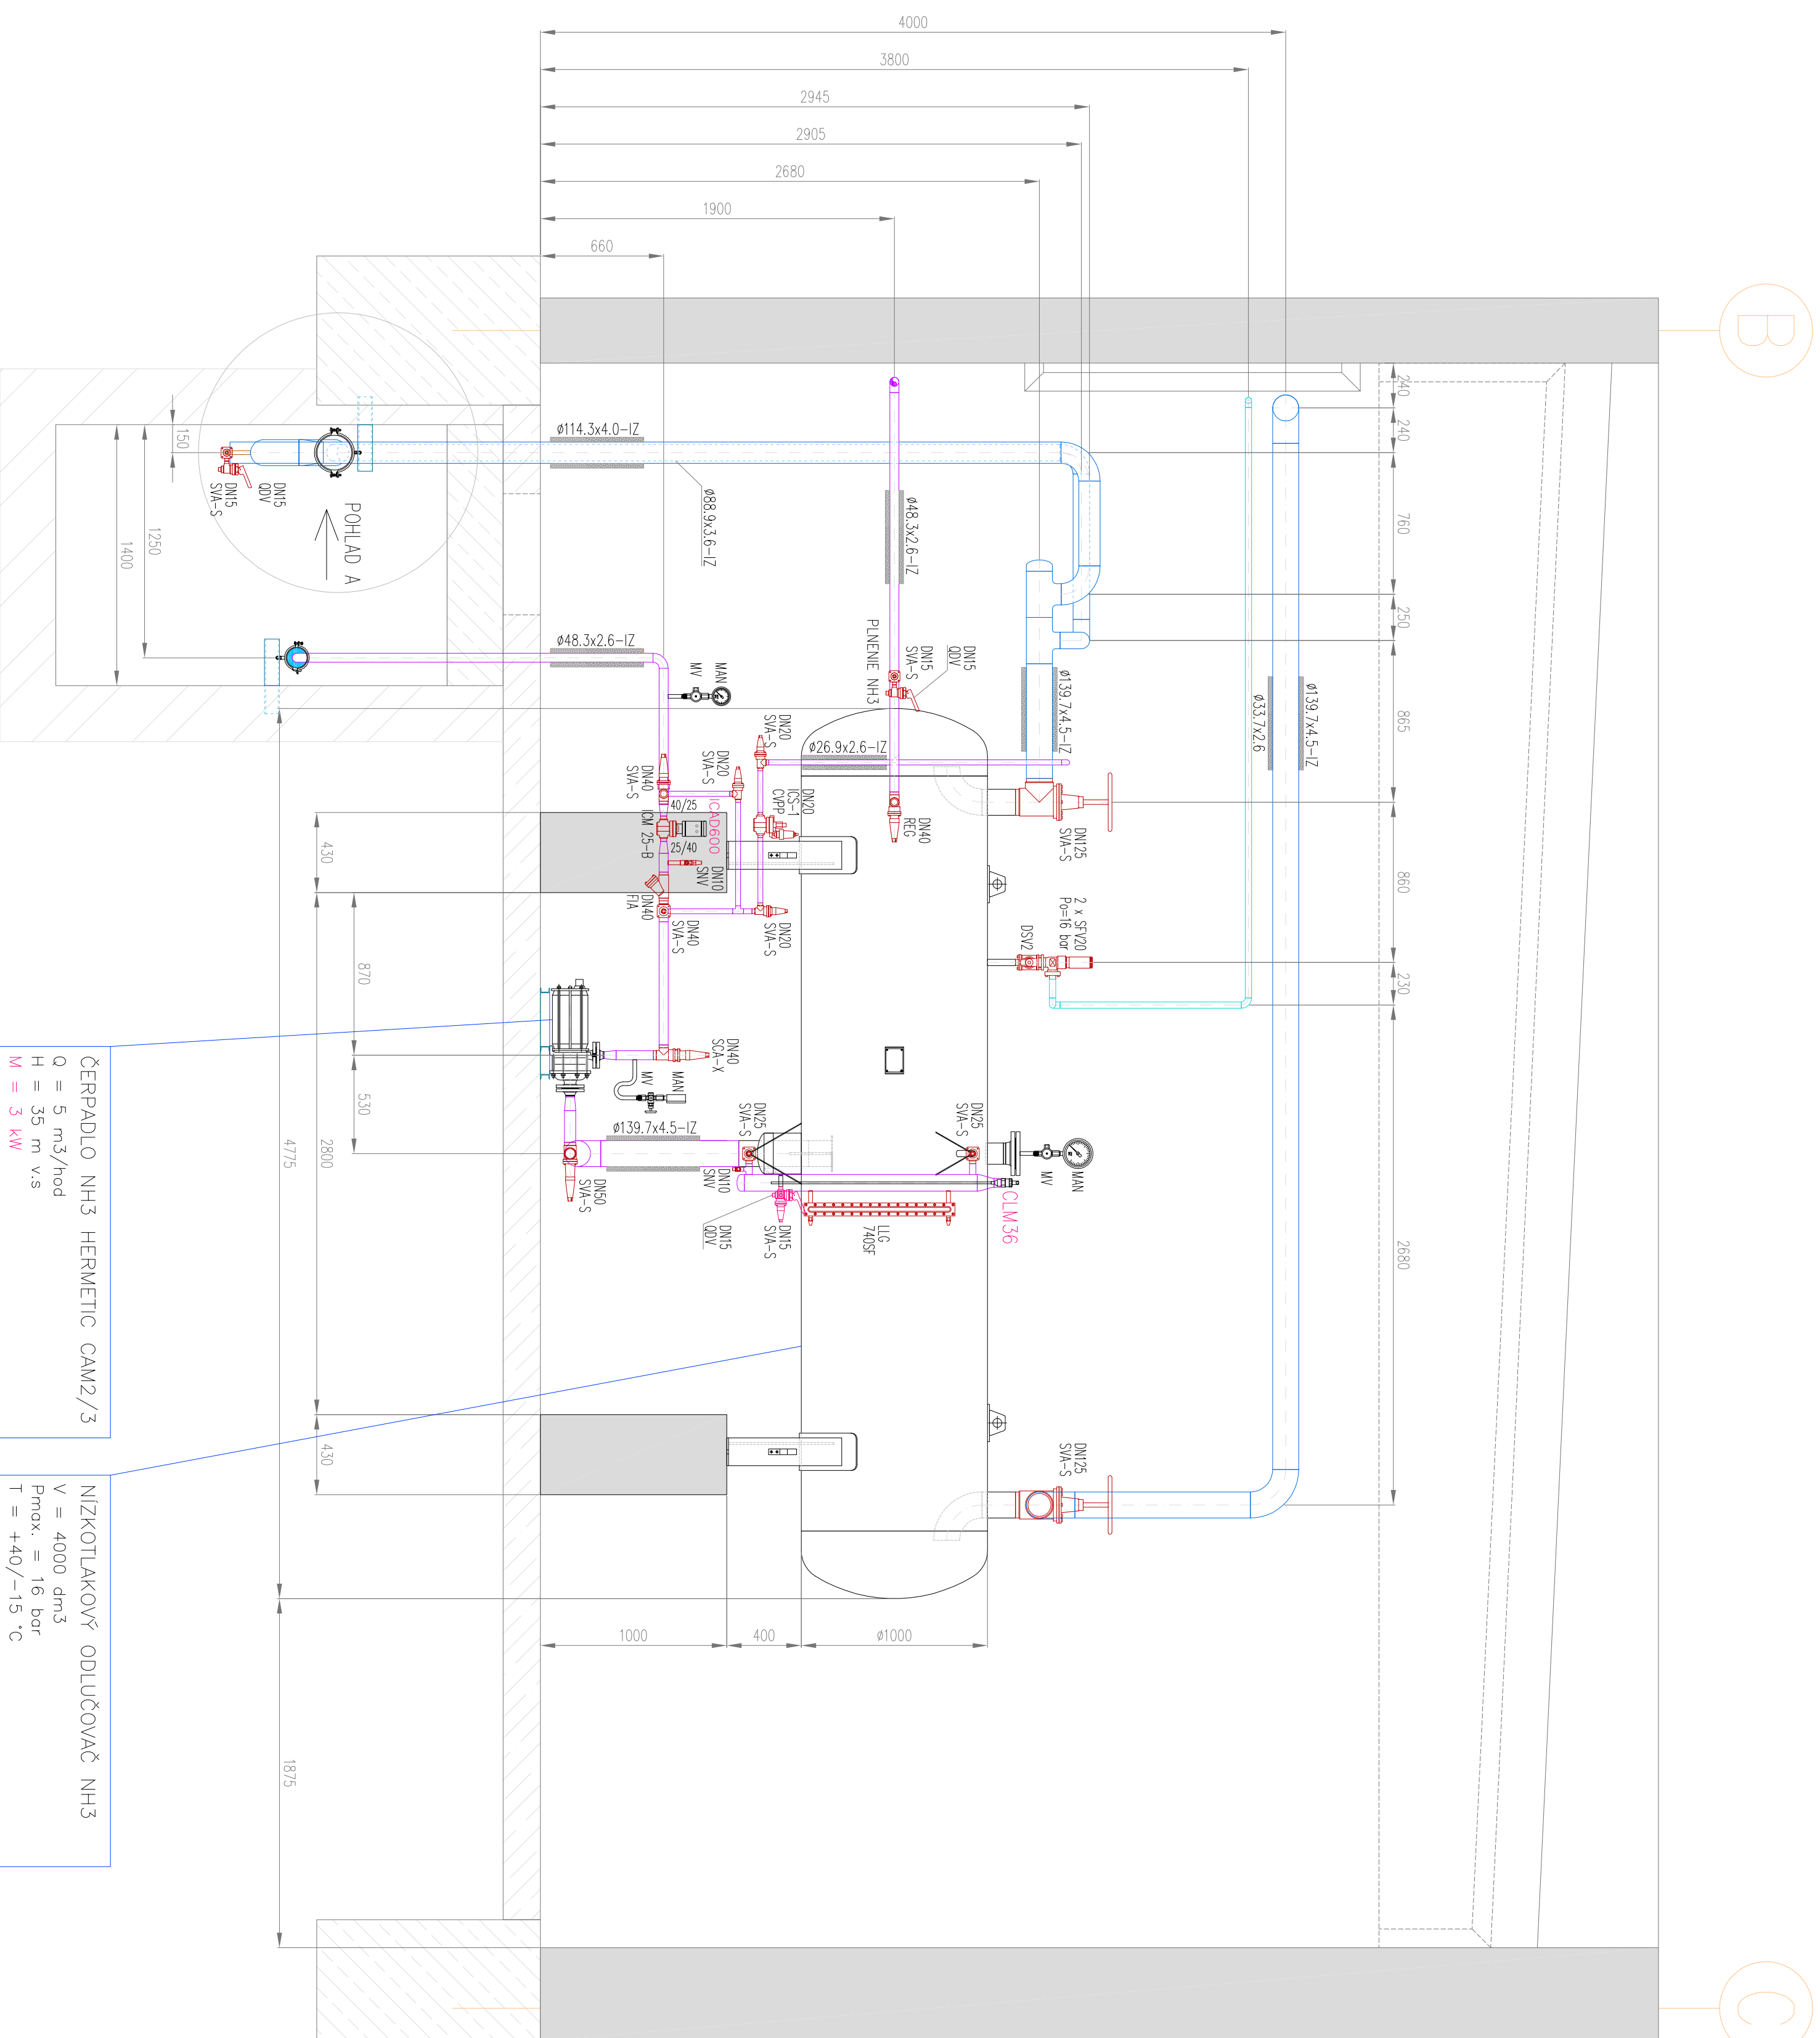 B
C
4000
3800
2945
2905
2680
1900
660
240
240
760
250
865
860
230
2680
Ø139.7x4.5-IZ
Ø33.7x2.6
Ø139.7x4.5-IZ
DN125
SVA-S
2 x SFV20
Po=16 bar
DSV2
MAN
MV
CLM36
DN125
SVA-S
Ø114.3x4.0-IZ
Ø88.9x3.6-IZ
Ø48.3x2.6-IZ
PLNENIE NH3
DN15
QDV
DN15
SVA-S
Ø26.9x2.6-IZ
DN40
REG
DN25
SVA-S
LLG
740SF
Ø48.3x2.6-IZ
MAN
MV
DN20
SVA-S
DN20
SVA-S
DN20
ICS-1
CVPP
DN20
SVA-S
DN40
SVA-S
40/25
ICAD600
25/40
ICM 25-B
DN10
SNV
DN40
FIA
DN40
SVA-S
DN40
SCA-X
MAN
MV
DN25
SVA-S
Ø139.7x4.5-IZ
DN10
SNV
DN15
SVA-S
DN15
QDV
DN50
SVA-S
Ø1000
400
1000
DN15
QDV
DN15
SVA-S
POHLAD A
150
1250
1400
430
870
530
2800
430
4775
1875
ČERPADLO NH3 HERMETIC CAM2/3
Q = 5 m3/hod
H = 35 m v.s
M = 3 kW
NÍZKOTLAKOVÝ ODLUČOVAČ NH3
V = 4000 dm3
Pmax. = 16 bar
T = +40/-15 °C